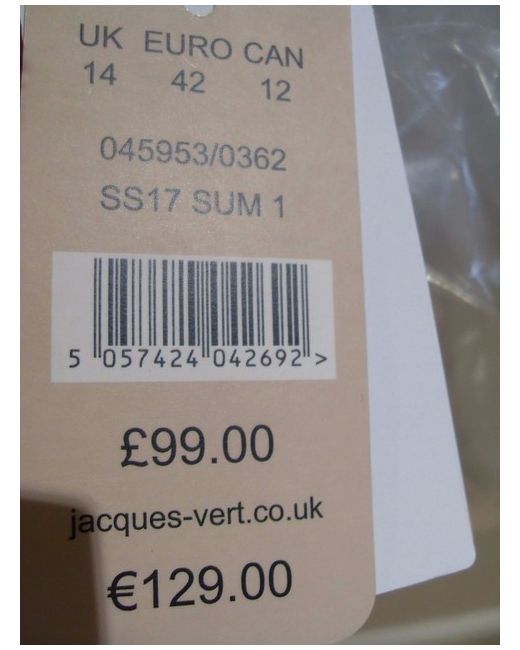 UK EURO CAN
14 42 12
045953/0362
SS17 SUM 1
5 057424 042692 >
£99.00
jacques-vert.co.uk
€129.00